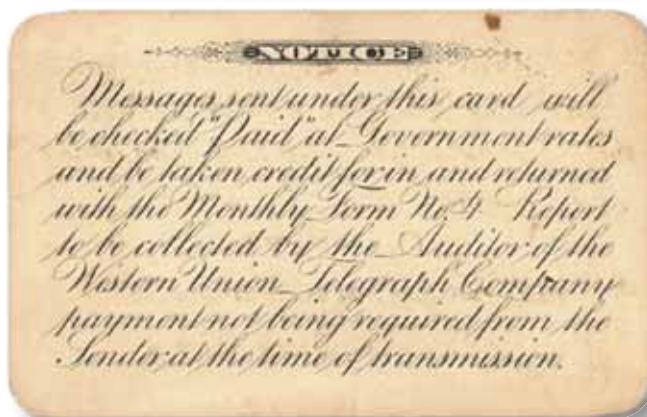 NOTICE
Messages sent under this card will
be checked "Paid" at Government rates
and be taken credit for in and returned
with the Monthly Form No. 4 Report
to be collected by the Auditor of the
Western Union Telegraph Company
payment not being required from the
Sender at the time of transmission.